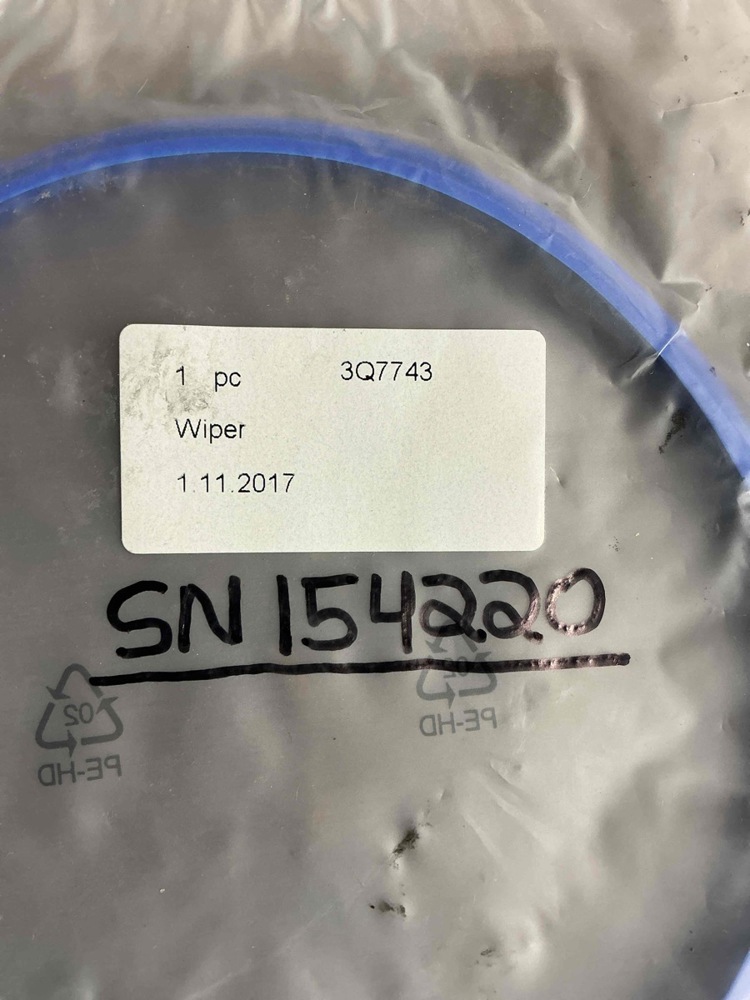 1 pc 3Q7743
Wiper
1.11.2017
SN 154220
02
PE-HD
02
PE-HD